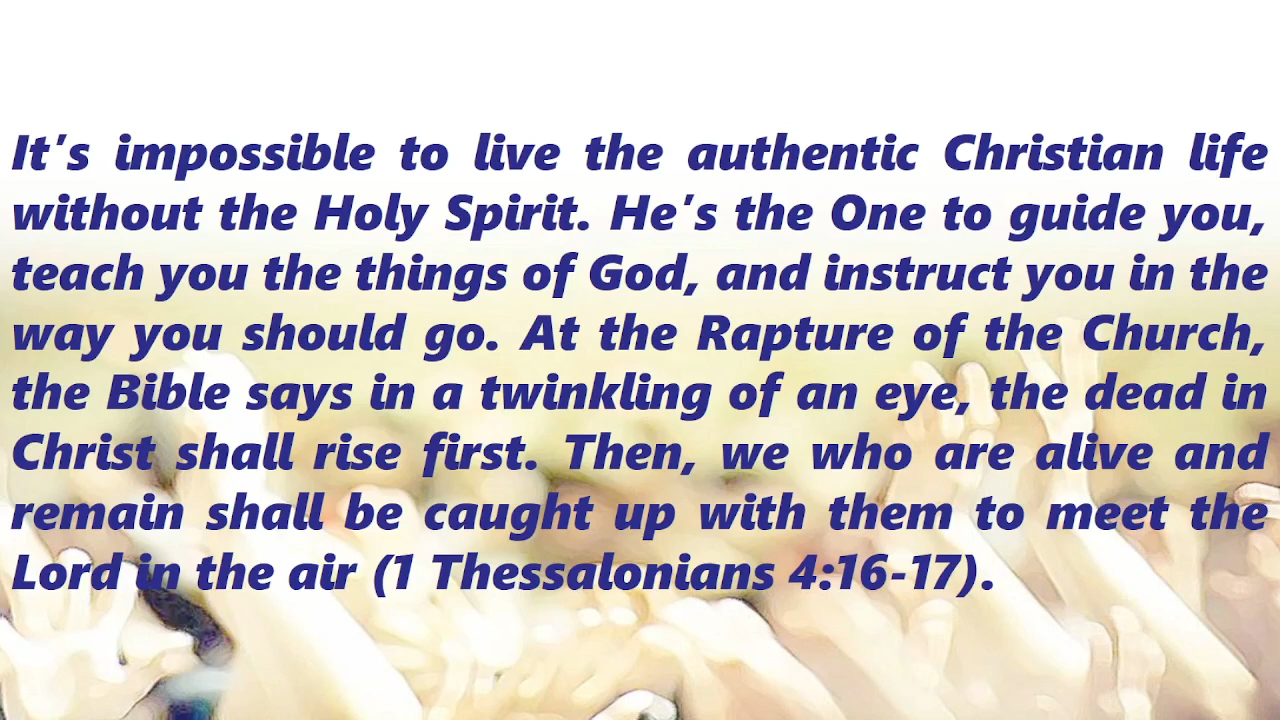 It's impossible to live the authentic Christian life
without the Holy Spirit. He's the One to guide you,
teach you the things of God, and instruct you in the
way you should go. At the Rapture of the Church,
the Bible says in a twinkling of an eye, the dead in
Christ shall rise first. Then, we who are alive and
remain shall be caught up with them to meet the
Lord in the air (1 Thessalonians 4:16-17).